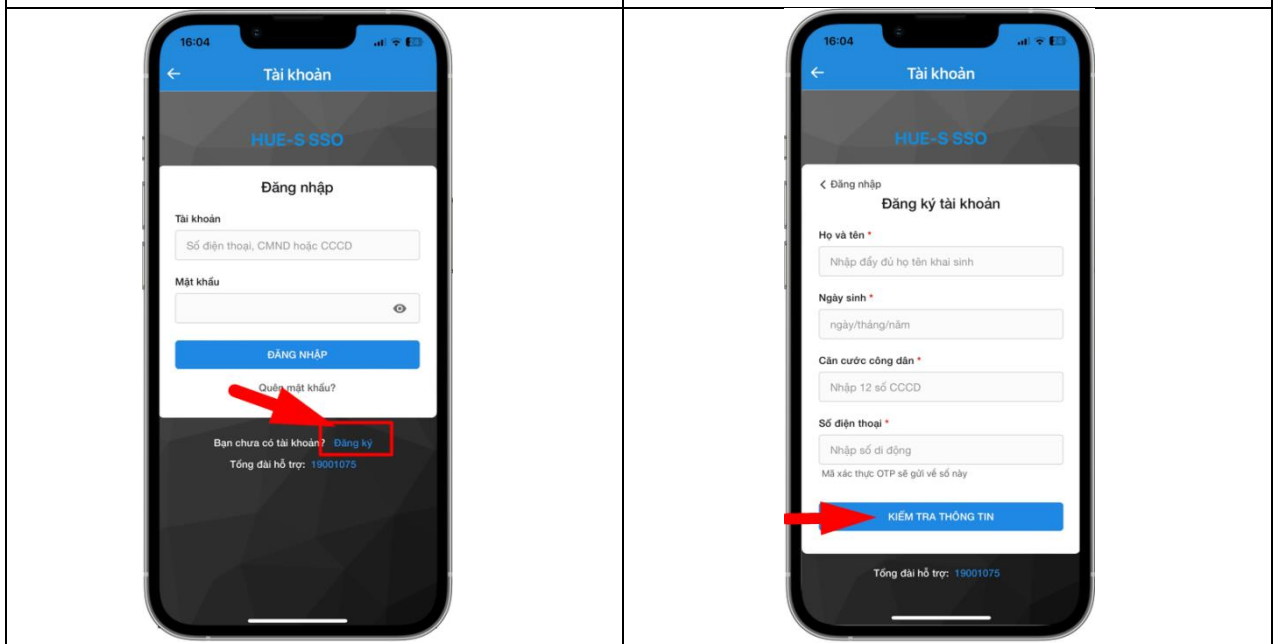 16:04
Tài khoản
HUE-S SSO
Đăng nhập
Tài khoản
Số điện thoại, CMND hoặc CCCD
Mật khẩu
ĐĂNG NHẬP
Quên mật khẩu?
Bạn chưa có tài khoản? Đăng ký
Tổng đài hỗ trợ: 19001075
16:04
Tài khoản
HUE-S SSO
Đăng nhập
Đăng ký tài khoản
Họ và tên *
Nhập đầy đủ họ tên khai sinh
Ngày sinh *
ngày/tháng/năm
Căn cước công dân *
Nhập 12 số CCCD
Số điện thoại *
Nhập số di động
Mã xác thực OTP sẽ gửi về số này
KIỂM TRA THÔNG TIN
Tổng đài hỗ trợ: 19001075